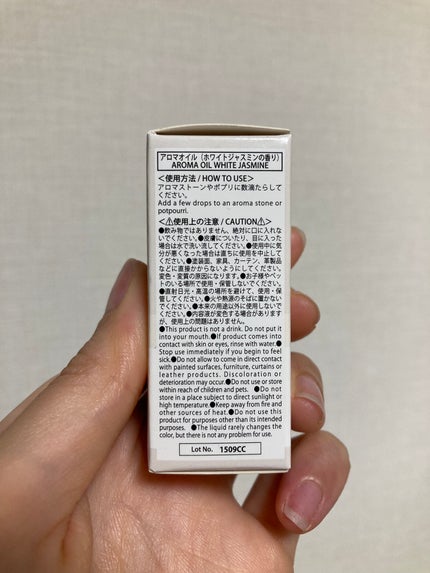 アロマオイル（ホワイトジャスミンの香り）
AROMA OIL WHITE JASMINE
＜使用方法 / HOW TO USE＞
アロマストーンやポプリに数滴たらして
ください。
Add a few drops to an aroma stone or
potpourri.
＜⚠使用上の注意 / CAUTION⚠＞
●飲み物ではありません、絶対に口に入れな
いでください。●皮膚についたり、目に入った
場合は水で洗い流してください。●使用中に気
分が悪くなった場合は直ちに使用を中止して
ください。●塗装面、家具、カーテン、革製品
などに直接かからないようにしてください。
変色・変質の原因になります。●お子様やペッ
トのいる場所で使用・保管しないでください。
●直射日光・高温の場所を避けて、使用・保
管してください。●火や熱源のそばに置かない
でください。●本来の用途以外に使用しないで
ください。●内容液が変色する場合があります
が、使用上の問題はありません。
●This product is not a drink. Do not put it
into your mouth.●If product comes into
contact with skin or eyes, rinse with water.●
Stop use immediately if you begin to feel
sick.●Do not allow to come in direct contact
with painted surfaces, furniture, curtains or
leather products. Discoloration or
deterioration may occur.●Do not use or store
within reach of children and pets. ●Do not
store in a place subject to direct sunlight or
high temperature.●Keep away from fire and
other sources of heat.●Do not use this
product for purposes other than its intended
purposes. ●The liquid rarely changes the
color, but there is not any problem for use.
Lot No. 1509CC